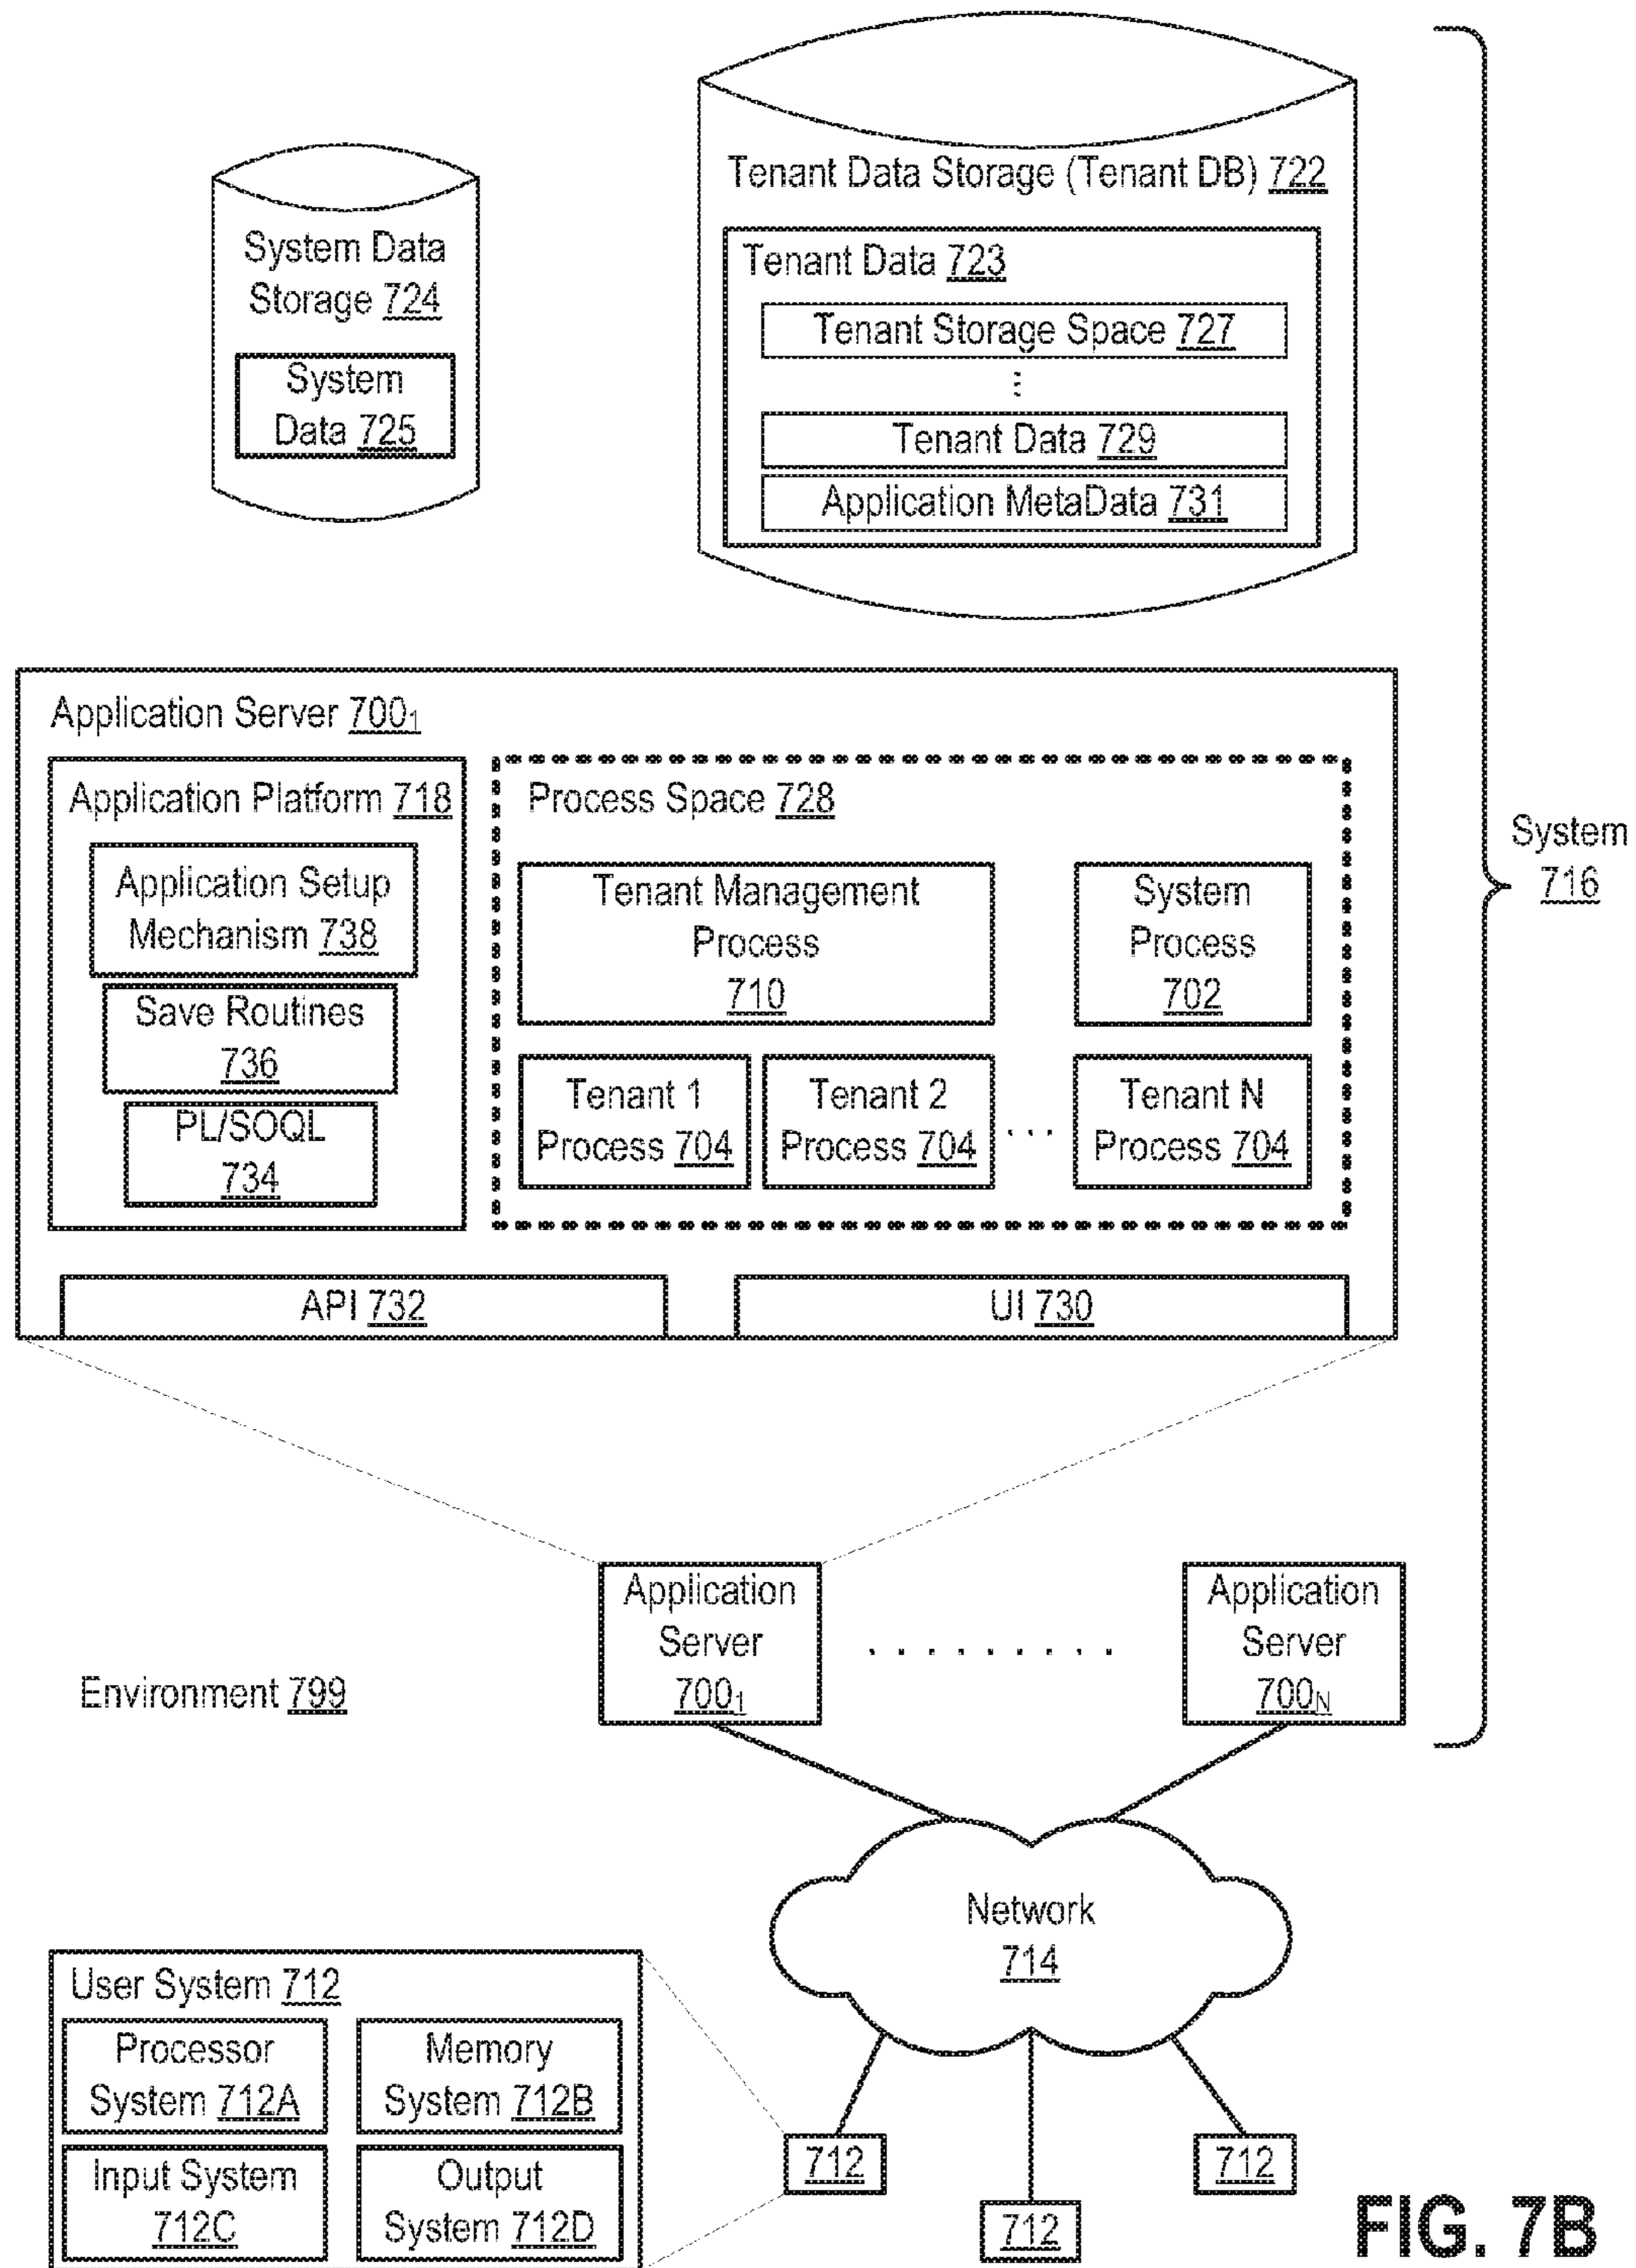 Tenant Data Storage (Tenant DB) 722
System Data
Storage 724
System
Data 725
Tenant Data 723
Tenant Storage Space 727
⋮
Tenant Data 729
Application MetaData 731
Application Server 700₁
Application Platform 718
Application Setup
Mechanism 738
Save Routines
736
PL/SOQL
734
Process Space 728
Tenant Management
Process
710
System
Process
702
Tenant 1
Process 704
Tenant 2
Process 704
...
Tenant N
Process 704
API 732
UI 730
System
716
Application
Server
700₁
. . . . . . . . .
Application
Server
700N
Environment 799
Network
714
User System 712
Processor
System 712A
Memory
System 712B
Input System
712C
Output
System 712D
712
712
712
FIG. 7B